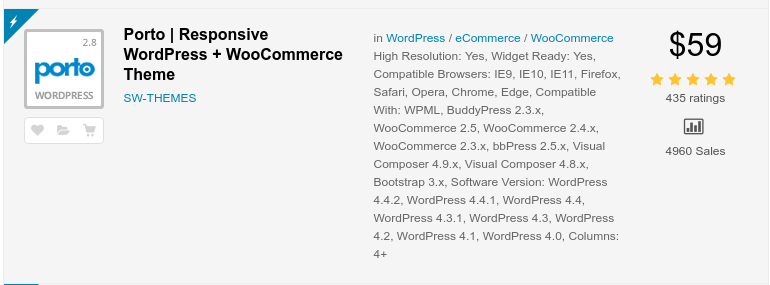 2.8
porto
WORDPRESS
Porto | Responsive
WordPress + WooCommerce
Theme
SW-THEMES
in WordPress / eCommerce / WooCommerce
High Resolution: Yes, Widget Ready: Yes,
Compatible Browsers: IE9, IE10, IE11, Firefox,
Safari, Opera, Chrome, Edge, Compatible
With: WPML, BuddyPress 2.3.x,
WooCommerce 2.5, WooCommerce 2.4.x,
WooCommerce 2.3.x, bbPress 2.5.x, Visual
Composer 4.9.x, Visual Composer 4.8.x,
Bootstrap 3.x, Software Version: WordPress
4.4.2, WordPress 4.4.1, WordPress 4.4,
WordPress 4.3.1, WordPress 4.3, WordPress
4.2, WordPress 4.1, WordPress 4.0, Columns:
4+
$59
435 ratings
4960 Sales